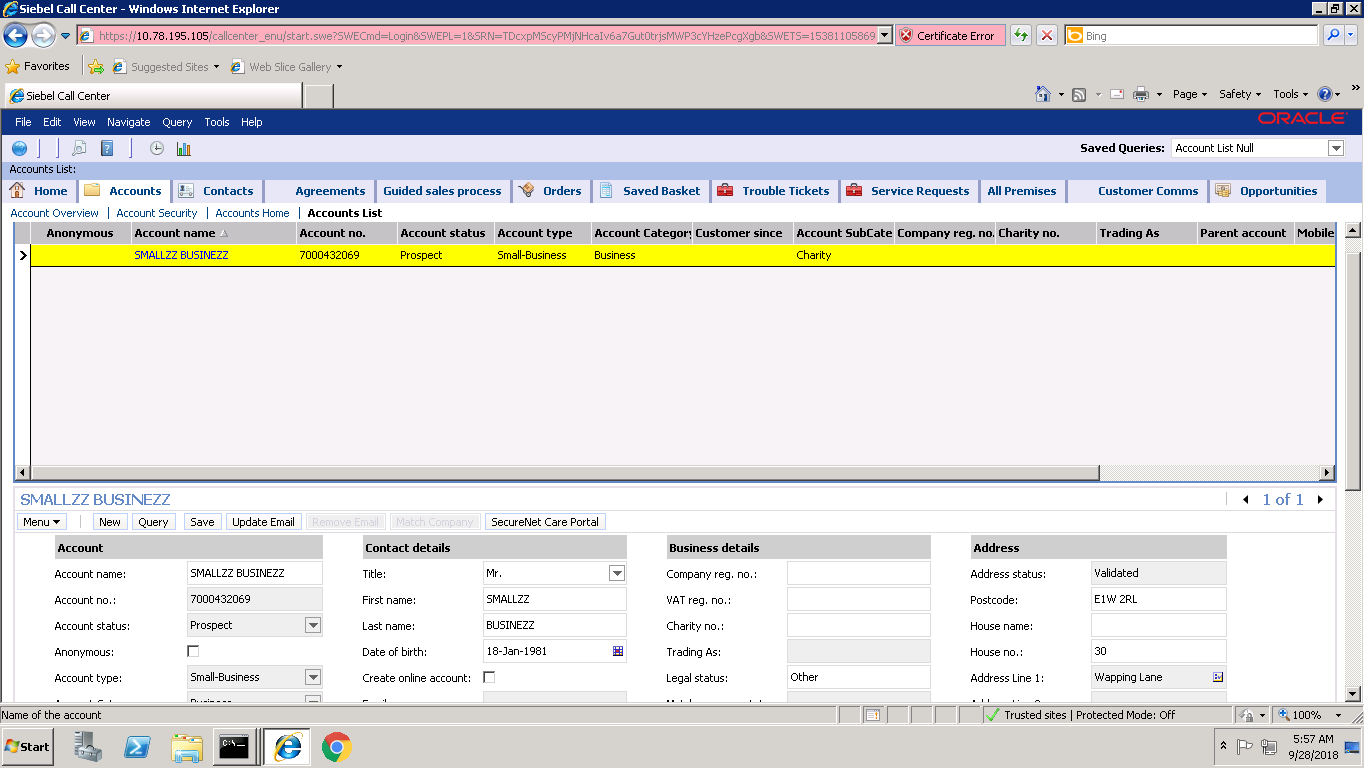 Siebel Call Center - Windows Internet Explorer
https://10.78.195.105/callcenter_enu/start.swe?SWECmd=Login&SWEPL=1&SRN= Certificate Error Bing
Favorites Suggested Sites Web Slice Gallery
Siebel Call Center Page Safety Tools
File Edit View Navigate Query Tools Help ORACLE
Saved Queries: Account List Null
Accounts List:
Home Accounts Contacts Agreements Guided sales process Orders Saved Basket Trouble Tickets Service Requests All Premises Customer Comms Opportunities
Account Overview | Account Security | Accounts Home | Accounts List
Anonymous Account name Account no. Account status Account type Account Category Customer since Account SubCate Company reg. no. Charity no. Trading As Parent account Mobile
SMALLZZ BUSINEZZ 7000432069 Prospect Small-Business Business Charity
SMALLZZ BUSINEZZ 1 of 1
Menu New Query Save Update Email Remove Email Match Company SecureNet Care Portal
Account Contact details Business details Address
Account name: SMALLZZ BUSINEZZ Title: Mr. Company reg. no.: Address status: Validated
Account no.: 7000432069 First name: SMALLZZ VAT reg. no.: Postcode: E1W 2RL
Account status: Prospect Last name: BUSINEZZ Charity no.: House name:
Anonymous: Date of birth: 18-Jan-1981 Trading As: House no.: 30
Account type: Small-Business Create online account: Legal status: Other Address Line 1: Wapping Lane
Name of the account Trusted sites | Protected Mode: Off 100%
Start C:\. 5:57 AM
9/28/2018